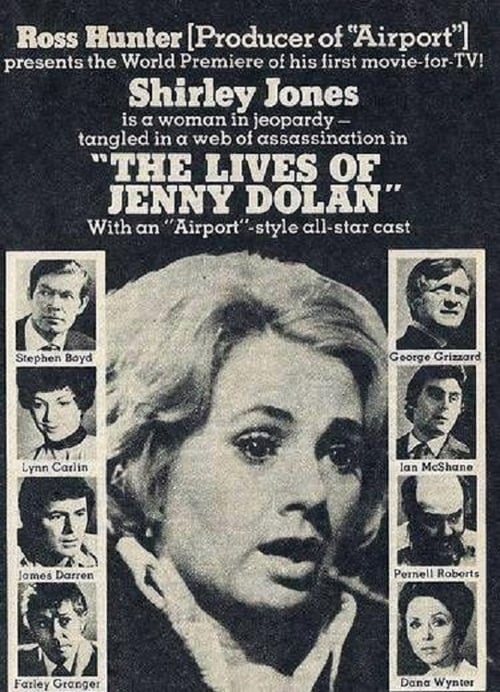 Ross Hunter [Producer of "Airport"]
presents the World Premiere of his first movie-for-TV!
Shirley Jones
is a woman in jeopardy —
tangled in a web of assassination in
"THE LIVES OF
JENNY DOLAN"
With an "Airport"-style all-star cast
Stephen Boyd
Lynn Carlin
James Darren
Farley Granger
George Grizzard
Ian McShane
Pernell Roberts
Dana Wynter